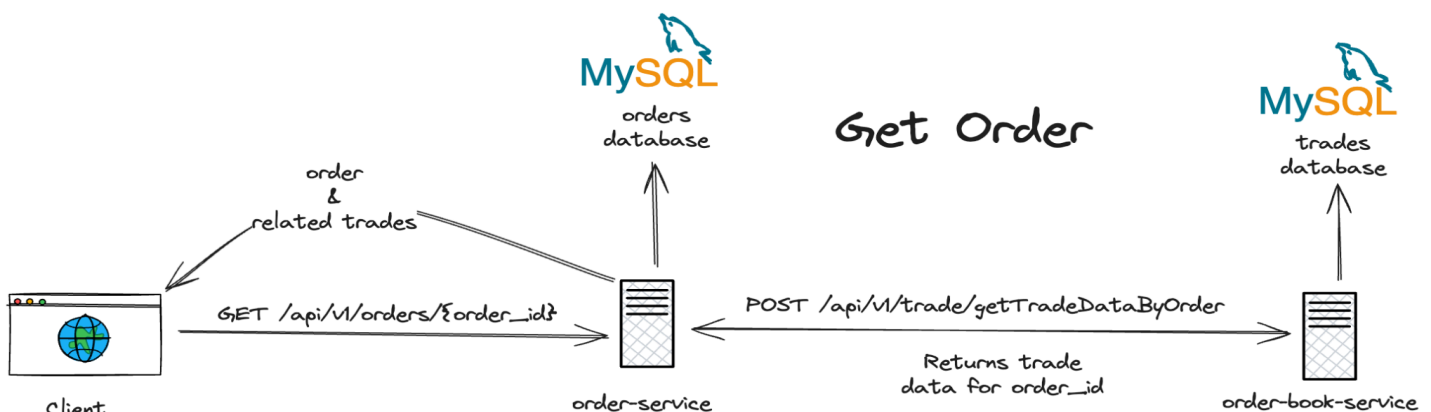 MySQL
orders
database
Get Order
MySQL
trades
database
order
&
related trades
GET /api/v1/orders/{order_id}
POST /api/v1/trade/getTradeDataByOrder
Returns trade
data for order_id
Client
order-service
order-book-service